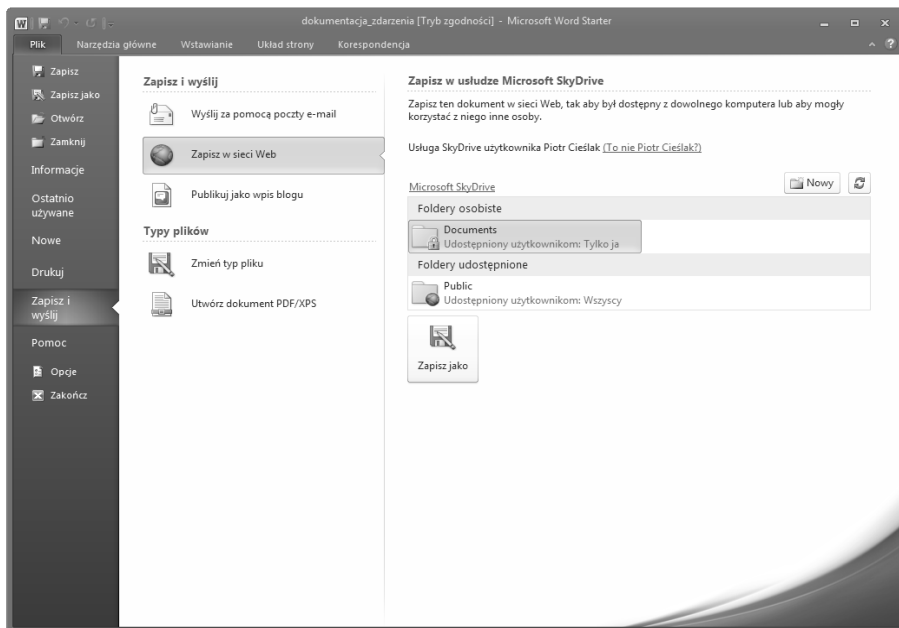 dokumentacja_zdarzenia [Tryb zgodności] - Microsoft Word Starter
Plik
Narzędzia główne
Wstawianie
Układ strony
Korespondencja
Zapisz
Zapisz jako
Otwórz
Zamknij
Informacje
Ostatnio
używane
Nowe
Drukuj
Zapisz i
wyślij
Pomoc
Opcje
Zakończ
Zapisz i wyślij
Wyślij za pomocą poczty e-mail
Zapisz w sieci Web
Publikuj jako wpis blogu
Typy plików
Zmień typ pliku
Utwórz dokument PDF/XPS
Zapisz w usłudze Microsoft SkyDrive
Zapisz ten dokument w sieci Web, tak aby był dostępny z dowolnego komputera lub aby mogły
korzystać z niego inne osoby.
Usługa SkyDrive użytkownika Piotr Cieślak (To nie Piotr Cieślak?)
Microsoft SkyDrive
Nowy
Foldery osobiste
Documents
Udostępniony użytkownikom: Tylko ja
Foldery udostępnione
Public
Udostępniony użytkownikom: Wszyscy
Zapisz jako